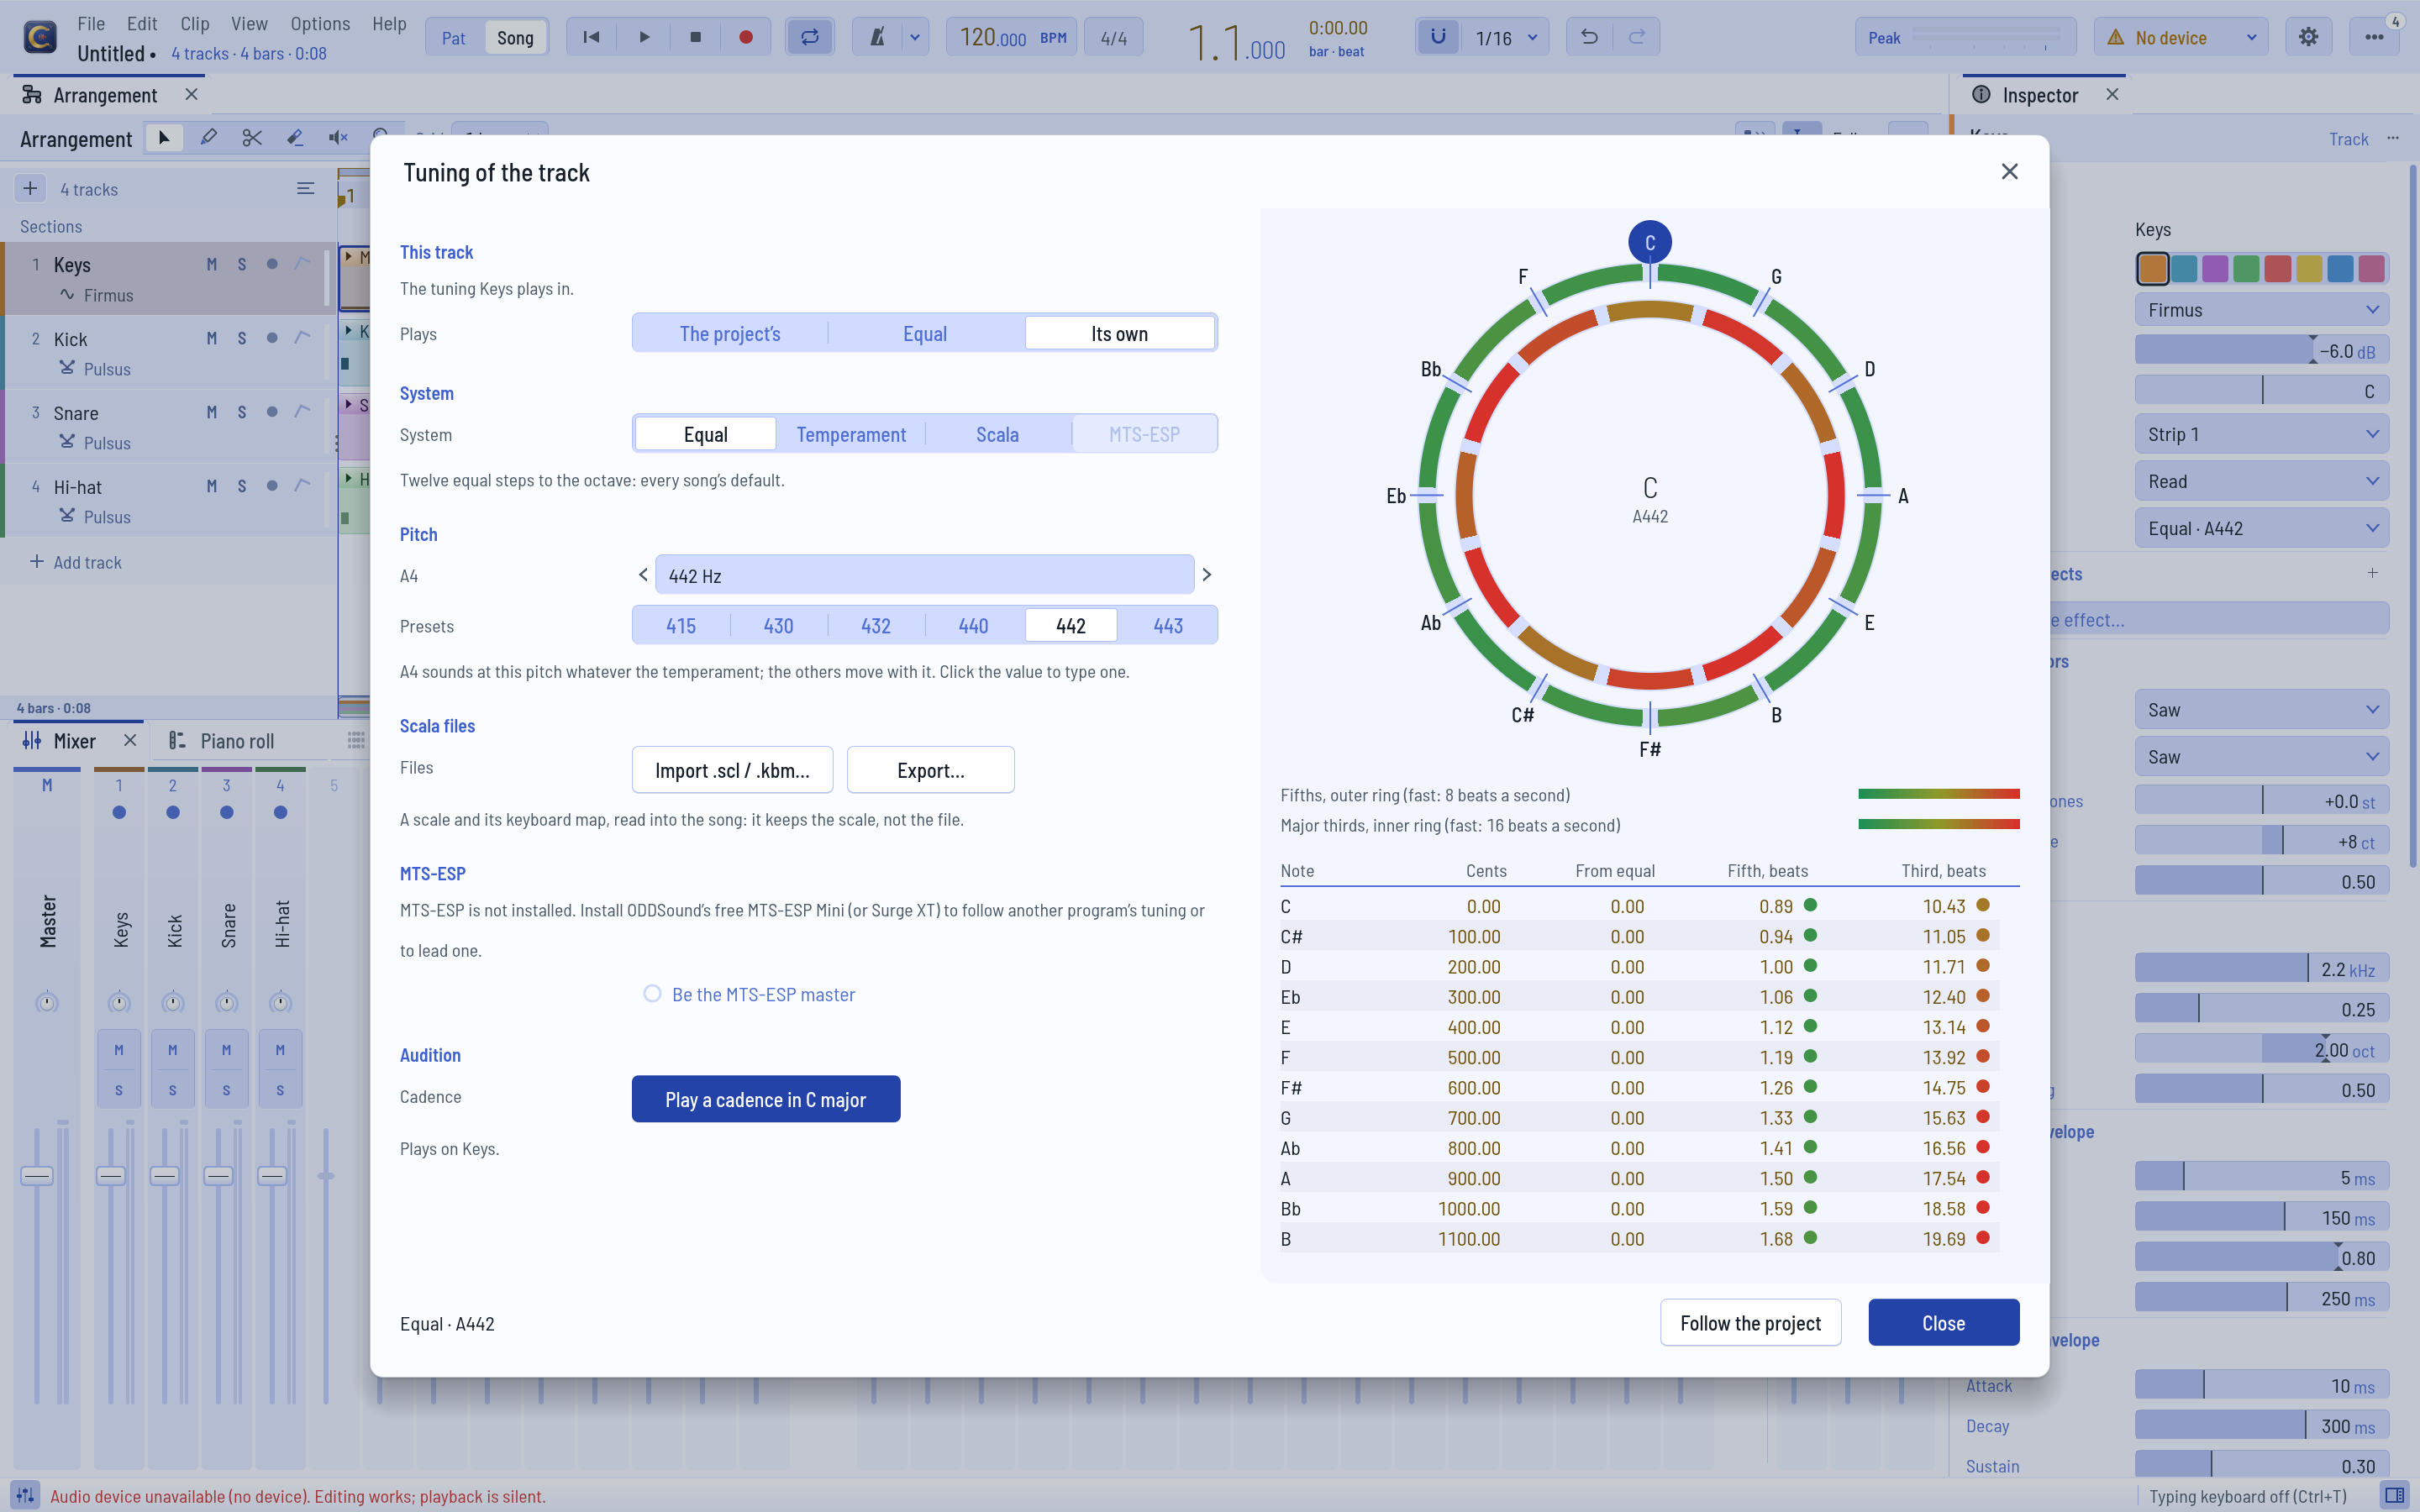 File Edit Clip View Options Help
Untitled • 4 tracks · 4 bars · 0:08
Pat Song
120.000 BPM 4/4
1.1.000 0:00.00
bar · beat
1/16
Peak
No device
4
Arrangement
Inspector
Arrangement
Track
4 tracks
1
Sections
1 Keys M S
Firmus
2 Kick M S
Pulsus
3 Snare M S
Pulsus
4 Hi-hat M S
Pulsus
Add track
4 bars · 0:08
Mixer
Piano roll
M 1 2 3 4 5
Master Keys Kick Snare Hi-hat
M M M M
S S S S
Tuning of the track
This track
The tuning Keys plays in.
Plays The project's Equal Its own
System
System Equal Temperament Scala MTS-ESP
Twelve equal steps to the octave: every song's default.
Pitch
A4 442 Hz
Presets 415 430 432 440 442 443
A4 sounds at this pitch whatever the temperament; the others move with it. Click the value to type one.
Scala files
Files Import .scl / .kbm... Export...
A scale and its keyboard map, read into the song: it keeps the scale, not the file.
MTS-ESP
MTS-ESP is not installed. Install ODDSound's free MTS-ESP Mini (or Surge XT) to follow another program's tuning or
to lead one.
Be the MTS-ESP master
Audition
Cadence Play a cadence in C major
Plays on Keys.
Equal · A442
C
F G
Bb D
Eb A
C
A442
Ab E
C# B
F#
Fifths, outer ring (fast: 8 beats a second)
Major thirds, inner ring (fast: 16 beats a second)
Note Cents From equal Fifth, beats Third, beats
C 0.00 0.00 0.89 10.43
C# 100.00 0.00 0.94 11.05
D 200.00 0.00 1.00 11.71
Eb 300.00 0.00 1.06 12.40
E 400.00 0.00 1.12 13.14
F 500.00 0.00 1.19 13.92
F# 600.00 0.00 1.26 14.75
G 700.00 0.00 1.33 15.63
Ab 800.00 0.00 1.41 16.56
A 900.00 0.00 1.50 17.54
Bb 1000.00 0.00 1.59 18.58
B 1100.00 0.00 1.68 19.69
Follow the project Close
Keys
Firmus
−6.0 dB
C
Strip 1
Read
Equal · A442
Saw
Saw
+0.0 st
+8 ct
0.50
2.2 kHz
0.25
2.00 oct
0.50
5 ms
150 ms
0.80
250 ms
Attack 10 ms
Decay 300 ms
Sustain 0.30
Audio device unavailable (no device). Editing works; playback is silent.
Typing keyboard off (Ctrl+T)